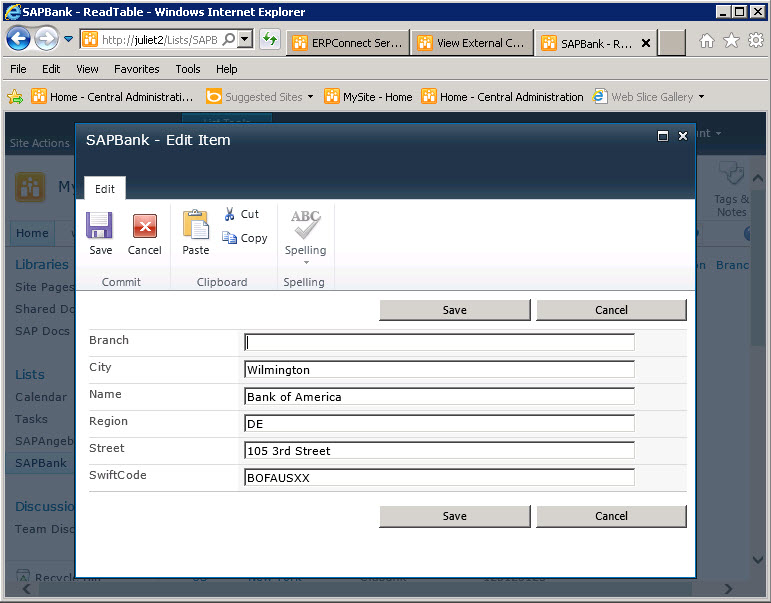 SAPBank - ReadTable - Windows Internet Explorer
http://juliet2/Lists/SAPB
ERPConnect Ser...
View External C...
SAPBank - R...
File Edit View Favorites Tools Help
Home - Central Administrati...
Suggested Sites
MySite - Home
Home - Central Administration
Web Slice Gallery
Site Actions
SAPBank - Edit Item
Edit
Save
Cancel
Paste
Cut
Copy
ABC
Spelling
Commit
Clipboard
Spelling
Tags & Notes
Home
Libraries
Site Pages
Shared Do
SAP Docs
Lists
Calendar
Tasks
SAPAngeb
SAPBank
Discussio
Team Disc
Branc
Save Cancel
Branch
City Wilmington
Name Bank of America
Region DE
Street 105 3rd Street
SwiftCode BOFAUSXX
Save Cancel